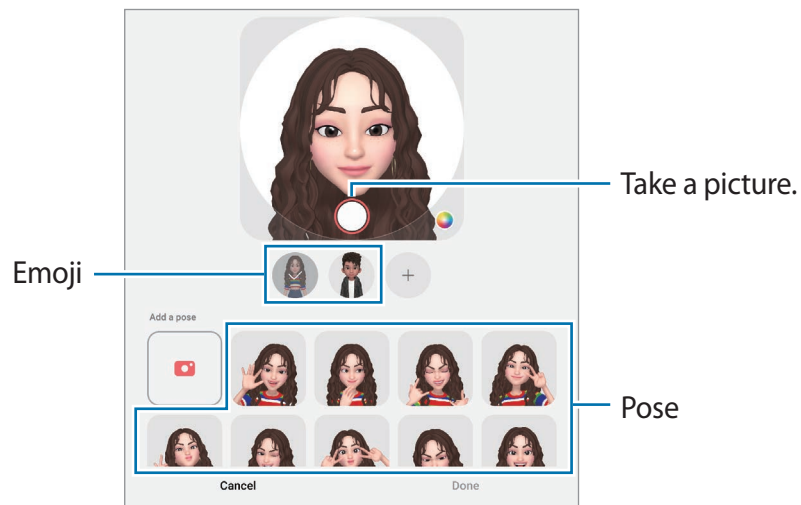 Take a picture.
Emoji
Add a pose
Pose
Cancel
Done